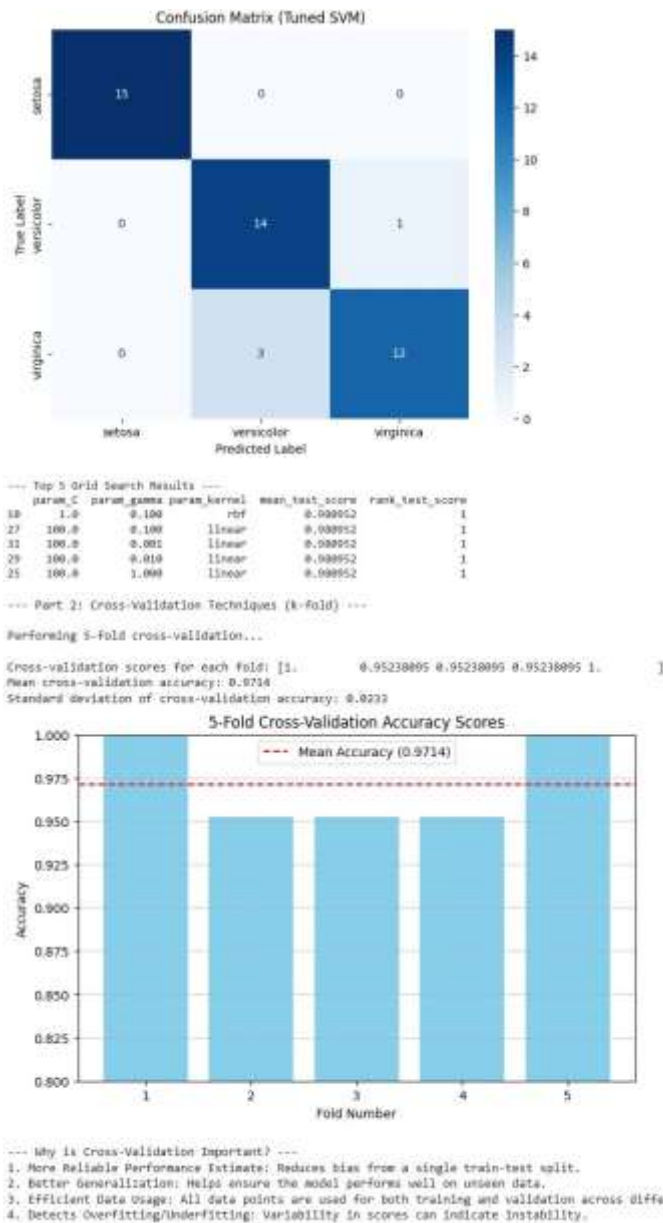 Confusion Matrix (Tuned SVM)
setosa
15
0
0
True Label
versicolor
0
14
1
virginica
0
3
12
setosa
versicolor
virginica
Predicted Label
14
12
10
8
6
4
2
0
--- Top 5 Grid Search Results ---
param_C param_gamma param_kernel mean_test_score rank_test_score
10 1.0 0.100 rbf 0.980952 1
27 100.0 0.100 linear 0.980952 1
31 100.0 0.001 linear 0.980952 1
29 100.0 0.010 linear 0.980952 1
25 100.0 1.000 linear 0.980952 1
--- Part 2: Cross-Validation Techniques (k-Fold) ---
Performing 5-fold cross-validation...
Cross-validation scores for each fold: [1. 0.95238095 0.95238095 0.95238095 1. ]
Mean cross-validation accuracy: 0.9714
Standard deviation of cross-validation accuracy: 0.0233
5-Fold Cross-Validation Accuracy Scores
Mean Accuracy (0.9714)
1.000
0.975
0.950
0.925
0.900
0.875
0.850
0.825
0.800
Accuracy
1
2
3
4
5
Fold Number
--- Why is Cross-Validation Important? ---
1. More Reliable Performance Estimate: Reduces bias from a single train-test split.
2. Better Generalization: Helps ensure the model performs well on unseen data.
3. Efficient Data Usage: All data points are used for both training and validation across diffe
4. Detects Overfitting/Underfitting: Variability in scores can indicate instability.